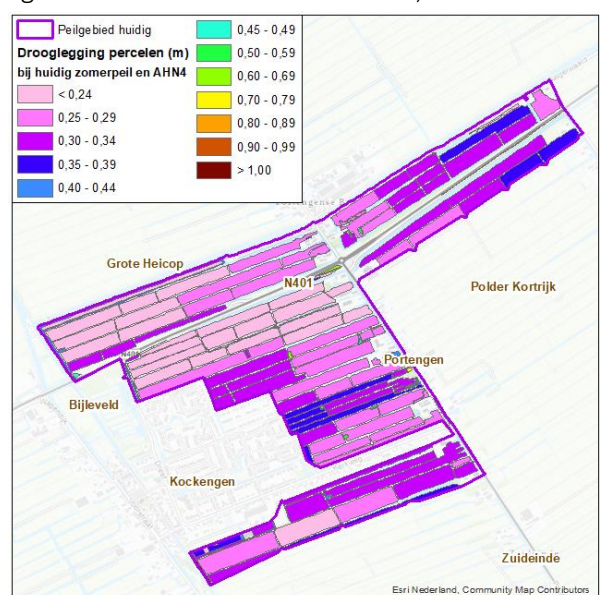 Peilgebied huidig
Drooglegging percelen (m)
bij huidig zomerpeil en AHN4
< 0,24
0,25 - 0,29
0,30 - 0,34
0,35 - 0,39
0,40 - 0,44
0,45 - 0,49
0,50 - 0,59
0,60 - 0,69
0,70 - 0,79
0,80 - 0,89
0,90 - 0,99
> 1,00
Grote Heicop
N401
Polder Kortrijk
Portengen
Bijleveld
Kockengen
Zuideinde
Esri Nederland, Community Map Contributors